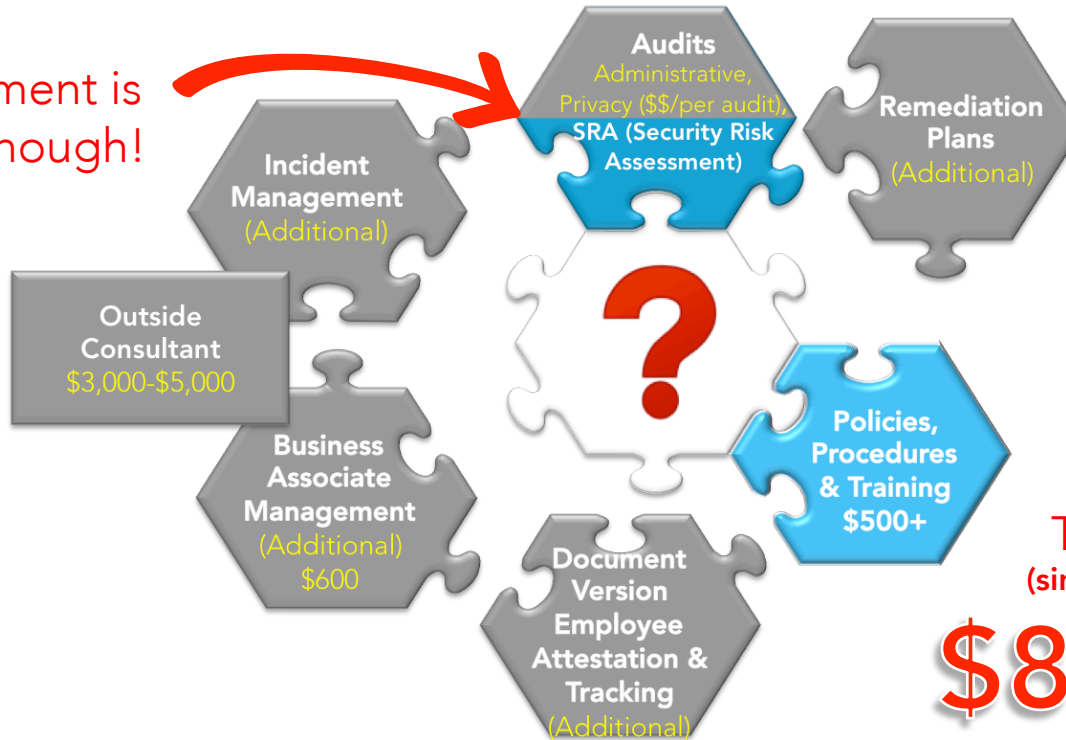 ment is
nough!
Audits
Administrative,
Privacy ($$/per audit),
SRA (Security Risk
Assessment)
Remediation
Plans
(Additional)
Incident
Management
(Additional)
Outside
Consultant
$3,000-$5,000
?
Policies,
Procedures
& Training
$500+
Business
Associate
Management
(Additional)
$600
Document
Version
Employee
Attestation &
Tracking
(Additional)
T
(sin
$8